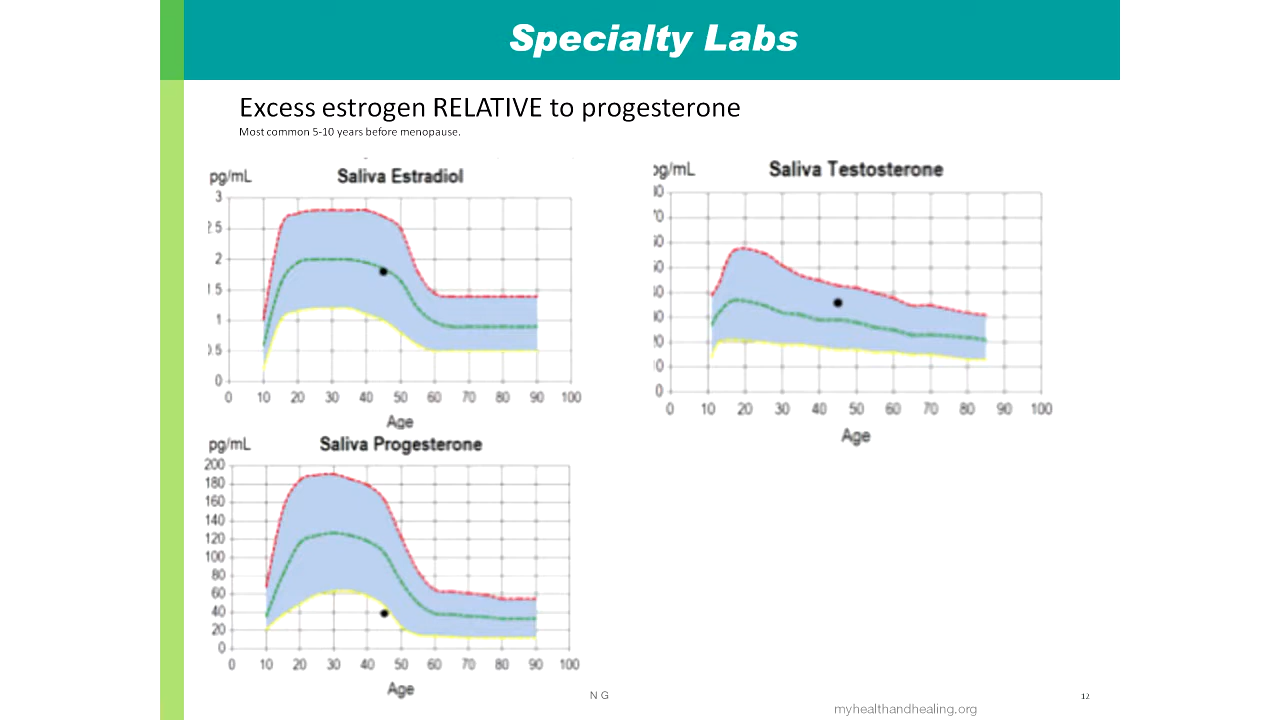 Specialty Labs
Excess estrogen RELATIVE to progesterone
Most common 5-10 years before menopause.
pg/mL
Saliva Estradiol
3
2
1
0.5
0
0 10 20 30 40 50 60 70 80 90 100
Age
Saliva Testosterone
0
0 10 20 30 40 50 60 70 80 90 100
Age
pg/mL
Saliva Progesterone
200
180
160
140
120
100
80
60
40
20
0
0 10 20 30 40 50 60 70 80 90 100
Age
N G
12
myhealthandhealing.org